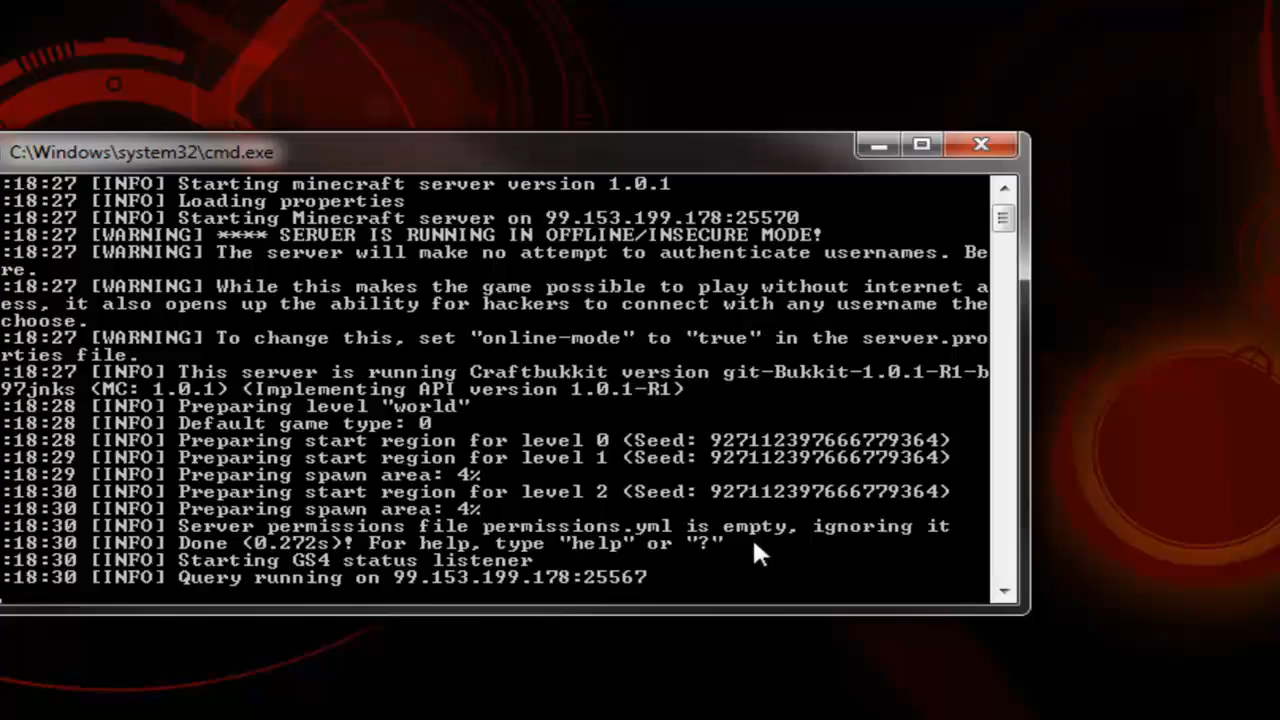 C:\Windows\system32\cmd.exe
:18:27 [INFO] Starting minecraft server version 1.0.1
:18:27 [INFO] Loading properties
:18:27 [INFO] Starting Minecraft server on 99.153.199.178:25570
:18:27 [WARNING] **** SERVER IS RUNNING IN OFFLINE/INSECURE MODE!
:18:27 [WARNING] The server will make no attempt to authenticate usernames. Be
re.
:18:27 [WARNING] While this makes the game possible to play without internet a
ess, it also opens up the ability for hackers to connect with any username the
choose.
:18:27 [WARNING] To change this, set "online-mode" to "true" in the server.pro
rties file.
:18:27 [INFO] This server is running Craftbukkit version git-Bukkit-1.0.1-R1-b
97jnks (MC: 1.0.1) (Implementing API version 1.0.1-R1)
:18:28 [INFO] Preparing level "world"
:18:28 [INFO] Default game type: 0
:18:28 [INFO] Preparing start region for level 0 (Seed: 927112397666779364)
:18:29 [INFO] Preparing start region for level 1 (Seed: 927112397666779364)
:18:29 [INFO] Preparing spawn area: 4%
:18:30 [INFO] Preparing start region for level 2 (Seed: 927112397666779364)
:18:30 [INFO] Preparing spawn area: 4%
:18:30 [INFO] Server permissions file permissions.yml is empty, ignoring it
:18:30 [INFO] Done (0.272s)! For help, type "help" or "?"
:18:30 [INFO] Starting GS4 status listener
:18:30 [INFO] Query running on 99.153.199.178:25567